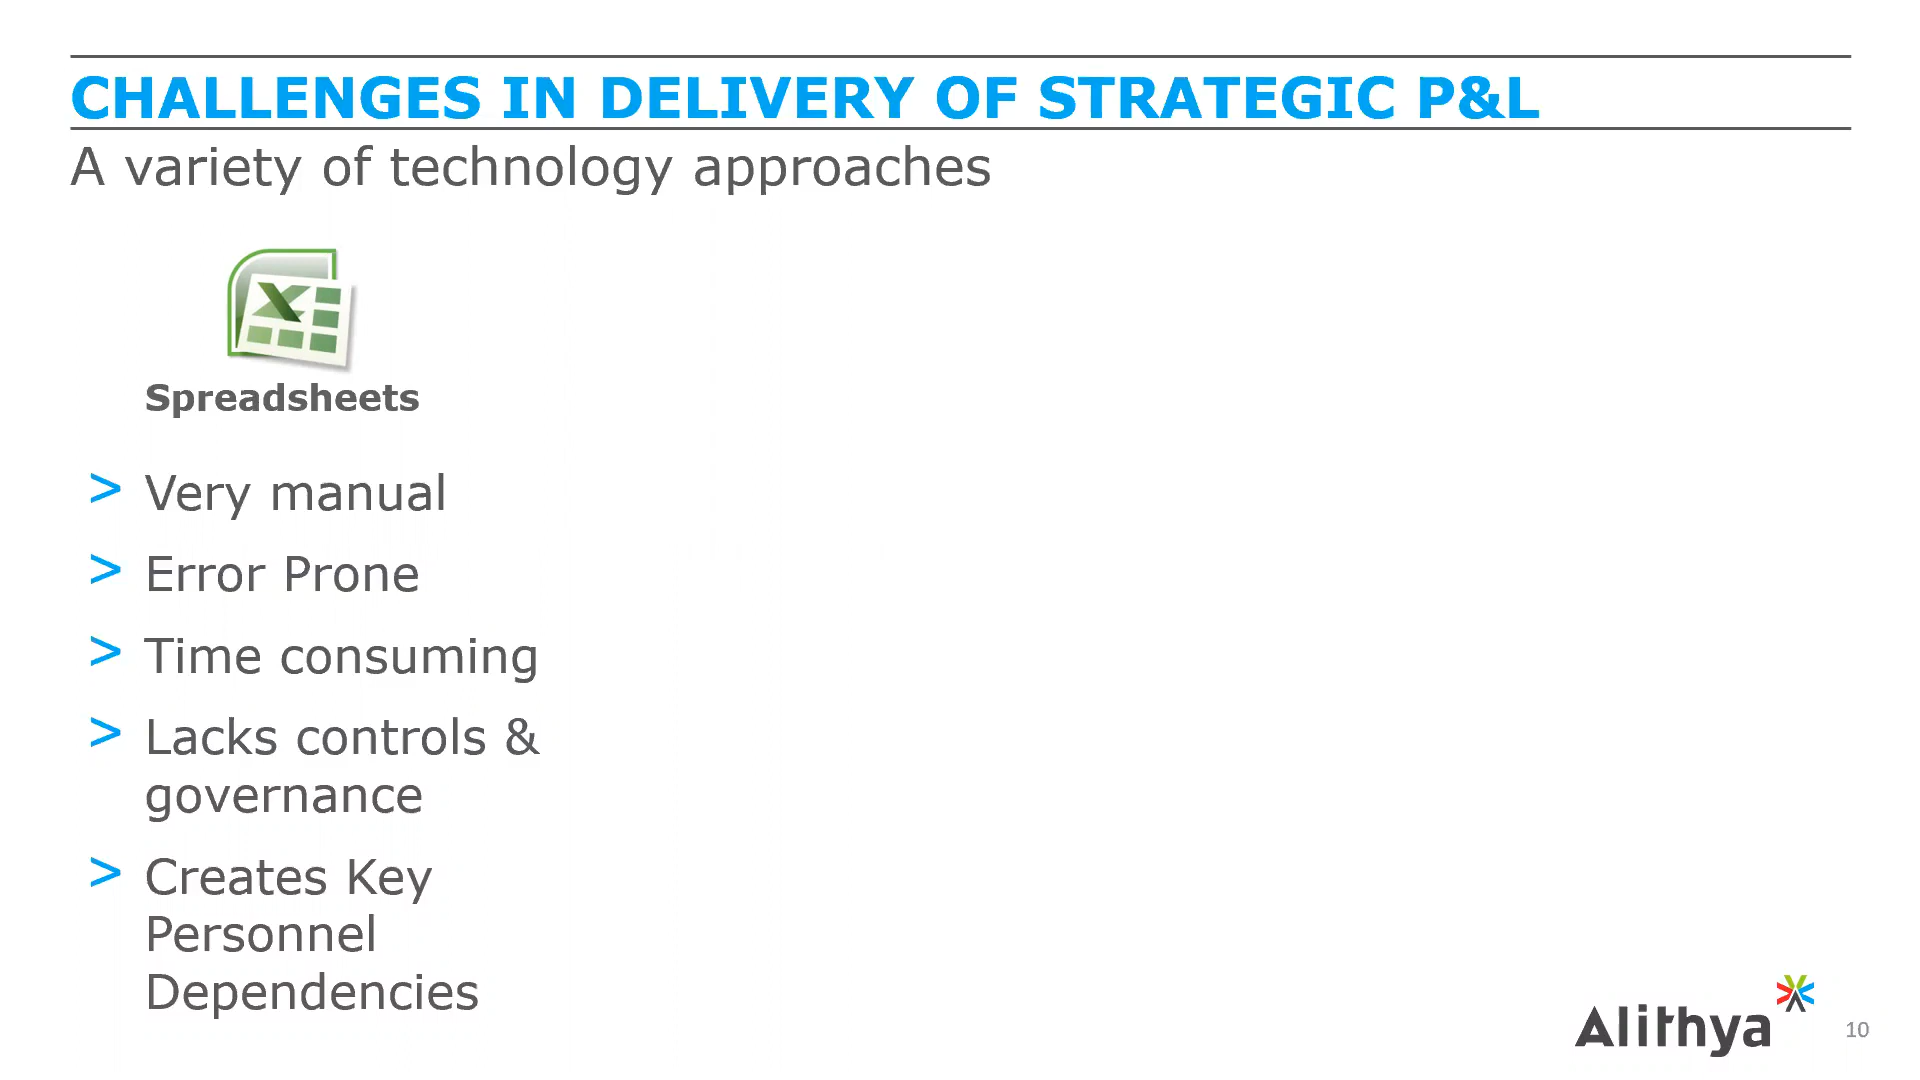 CHALLENGES IN DELIVERY OF STRATEGIC P&L
A variety of technology approaches
Spreadsheets
> Very manual
> Error Prone
> Time consuming
> Lacks controls &
governance
> Creates Key
Personnel
Dependencies
Alithya
10